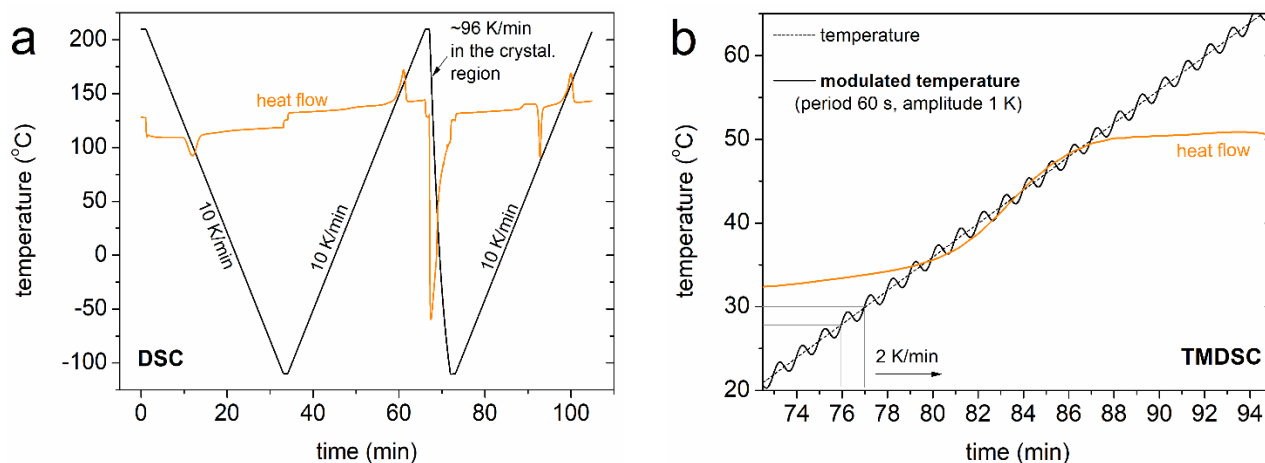 a
200
150
100
50
0
-50
-100
temperature (°C)
~96 K/min
in the crystal.
region
heat flow
10 K/min
10 K/min
10 K/min
DSC
0
20
40
60
80
100
time (min)
b
60
50
40
30
20
temperature (°C)
temperature
modulated temperature
(period 60 s, amplitude 1 K)
heat flow
2 K/min
TMDSC
74
76
78
80
82
84
86
88
90
92
94
time (min)